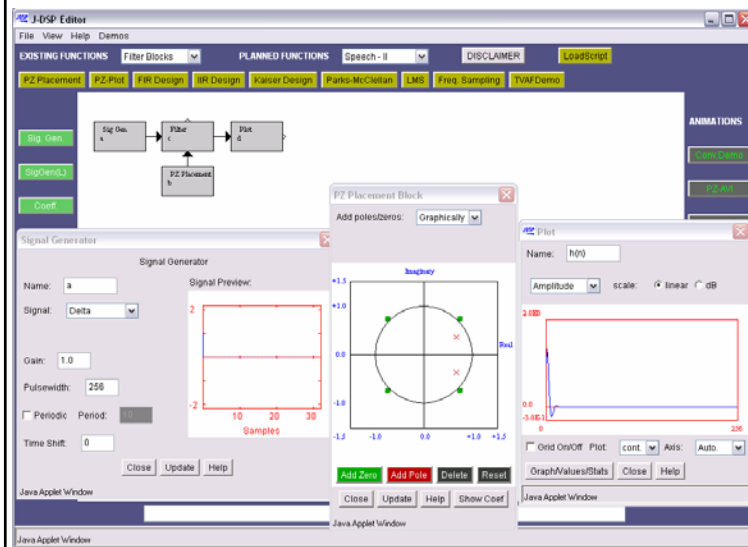 J-DSP Editor
File View Help Demos
EXISTING FUNCTIONS Filter Blocks PLANNED FUNCTIONS Speech - II DISCLAIMER LoadScript
PZ Placement PZ-Plot FIR Design IIR Design Kaiser Design Parks-McClellan LMS Freq. Sampling TVAFDemo
Sig. Gen.
SigGen(L)
Coeff.
Sig Gen.
a
Filter
c
Plot
d
PZ Placement
b
ANIMATIONS
Conv Demo
PZ-AVI
Signal Generator
Signal Generator
Name: a
Signal: Delta
Gain: 1.0
Pulsewidth: 256
Periodic Period: 10
Time Shift: 0
Signal Preview:
2
-2
10 20 30
Samples
Close Update Help
Java Applet Window
PZ Placement Block
Add poles/zeros: Graphically
Imaginary
+1.5
+1.0
Real
0.0
-1.0
-1.5 -1.0 0.0 +1.0 +1.5
Add Zero Add Pole Delete Reset
Close Update Help Show Coef
Java Applet Window
Plot
Name: h(n)
Amplitude scale: linear dB
0.0
0 256
Grid On/Off Plot: cont. Axis: Auto.
Graph/Values/Stats Close Help
Java Applet Window
Java Applet Window